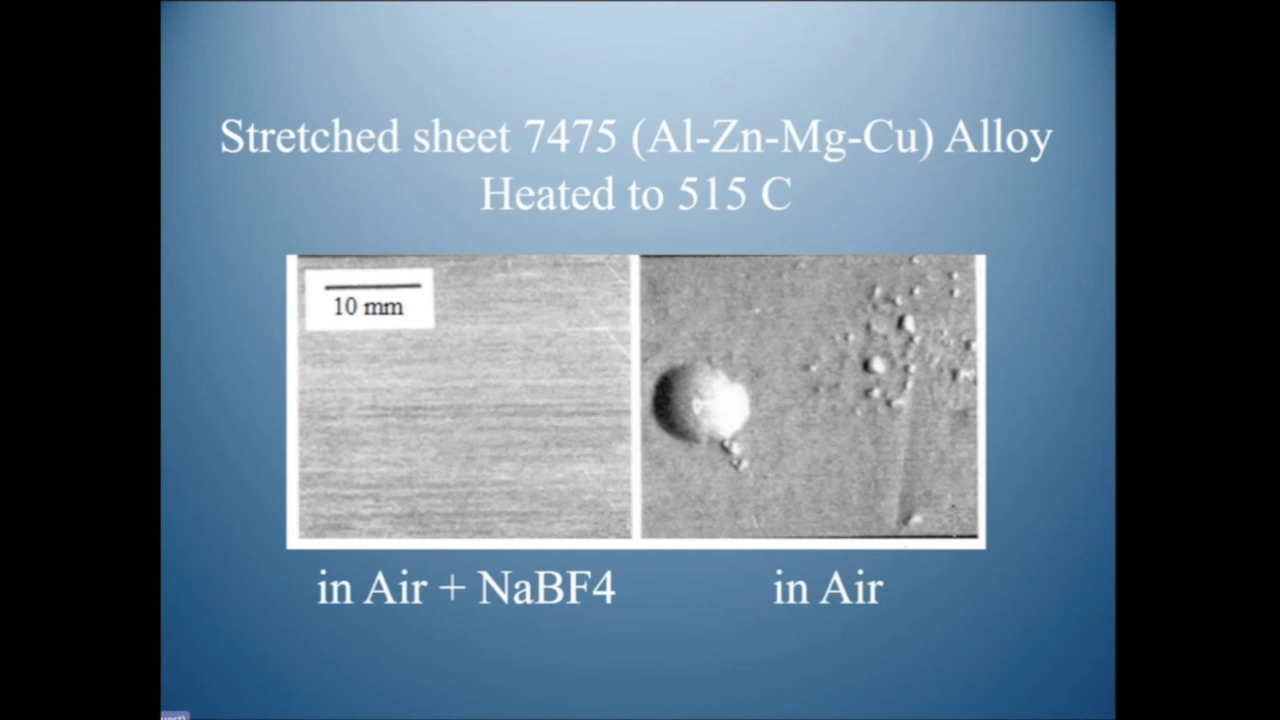 Stretched sheet 7475 (Al-Zn-Mg-Cu) Alloy
Heated to 515 C
10 mm
in Air + NaBF4
in Air